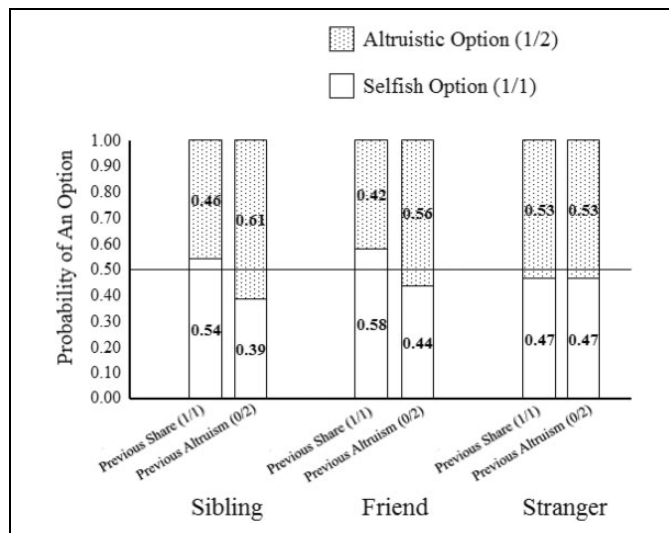 Altruistic Option (1/2)
Selfish Option (1/1)
Probability of An Option
1.00
0.90
0.80
0.70
0.60
0.50
0.40
0.30
0.20
0.10
0.00
0.46
0.54
0.61
0.39
0.42
0.58
0.56
0.44
0.53
0.47
0.53
0.47
Previous Share (1/1)
Previous Altruism (0/2)
Previous Share (1/1)
Previous Altruism (0/2)
Previous Share (1/1)
Previous Altruism (0/2)
Sibling
Friend
Stranger